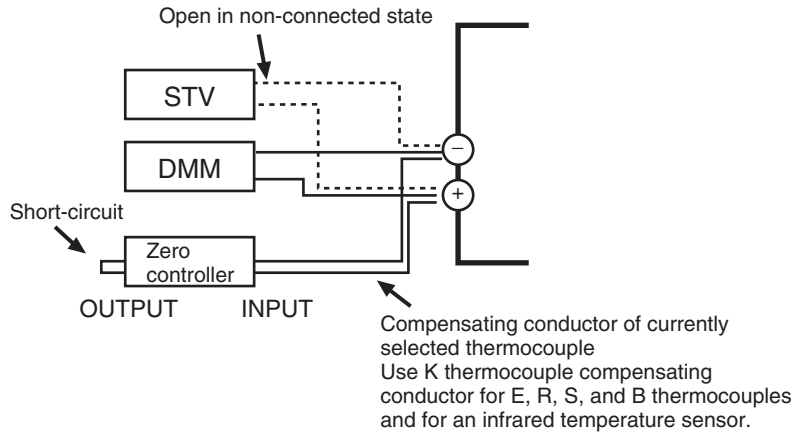 Open in non-connected state
STV
DMM
−
+
Short-circuit
Zero
controller
OUTPUT
INPUT
Compensating conductor of currently
selected thermocouple
Use K thermocouple compensating
conductor for E, R, S, and B thermocouples
and for an infrared temperature sensor.